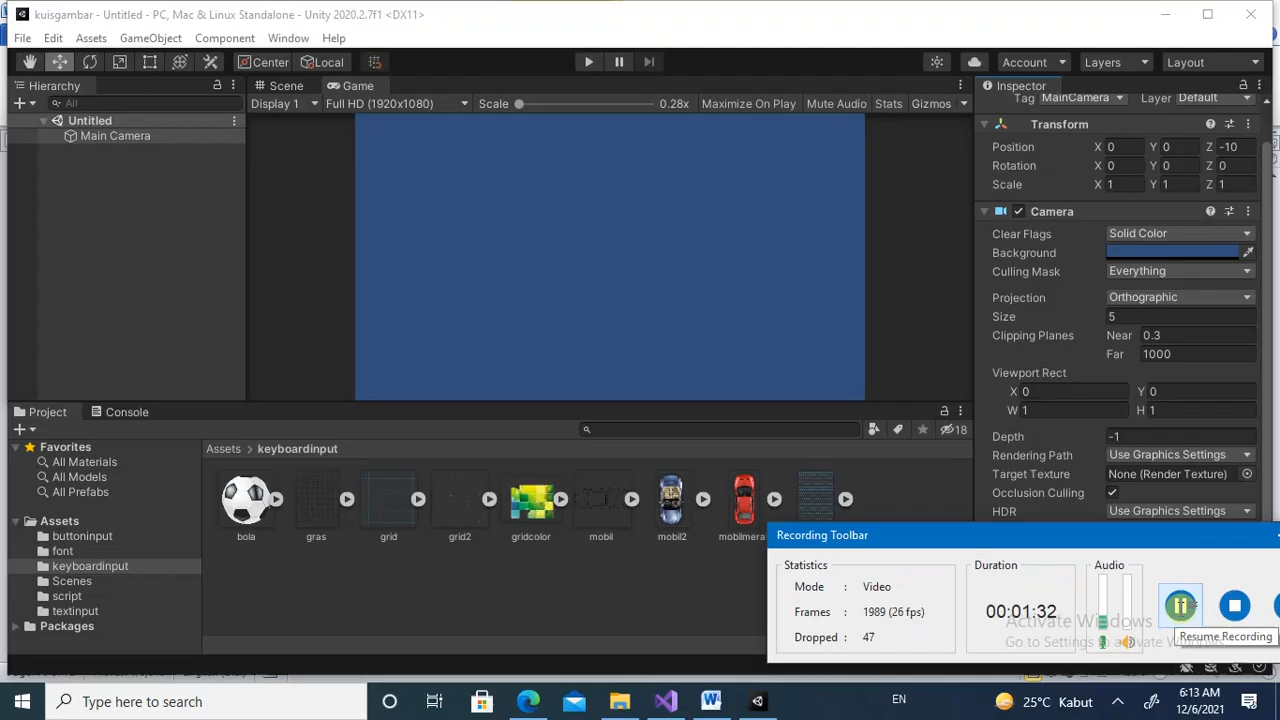 kuisgambar - Untitled - PC, Mac & Linux Standalone - Unity 2020.2.7f1 <DX11>
File Edit Assets GameObject Component Window Help
Center Local Account Layers Layout
Hierarchy
All
Untitled
Main Camera
Scene Game
Display 1 Full HD (1920x1080) Scale 0.28x Maximize On Play Mute Audio Stats Gizmos
Inspector
Tag MainCamera Layer Default
Transform
Position X 0 Y 0 Z -10
Rotation X 0 Y 0 Z 0
Scale X 1 Y 1 Z 1
Camera
Clear Flags Solid Color
Background
Culling Mask Everything
Projection Orthographic
Size 5
Clipping Planes Near 0.3
Far 1000
Viewport Rect
X 0 Y 0
W 1 H 1
Depth -1
Rendering Path Use Graphics Settings
Target Texture None (Render Texture)
Occlusion Culling
HDR Use Graphics Settings
Project Console
18
Favorites
All Materials
All Models
All Prefabs
Assets
buttoninput
font
keyboardinput
Scenes
script
textinput
Packages
Assets > keyboardinput
bola gras grid grid2 gridcolor mobil mobil2 mobilmera
Recording Toolbar
Statistics
Mode : Video
Frames : 1989 (26 fps)
Dropped : 47
Duration
00:01:32
Audio
Resume Recording
Activate Windows
Go to Settings to activate Windows.
Type here to search
EN
25°C Kabut
6:13 AM
12/6/2021